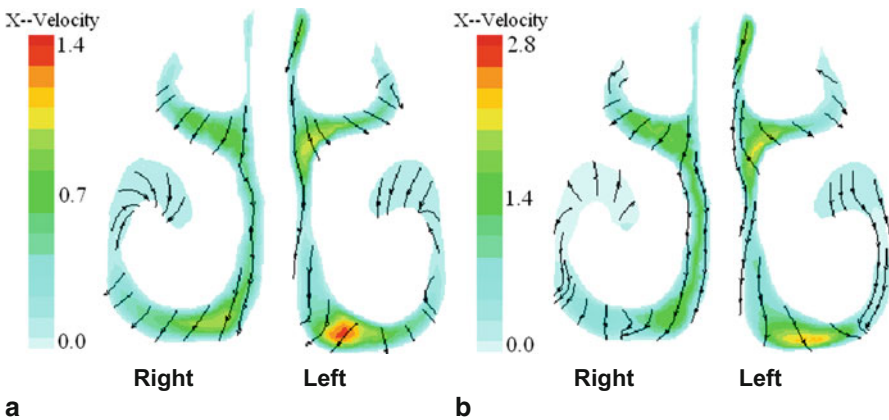 X--Velocity
1.4
0.7
0.0
Right
Left
a
X--Velocity
2.8
1.4
0.0
Right
Left
b